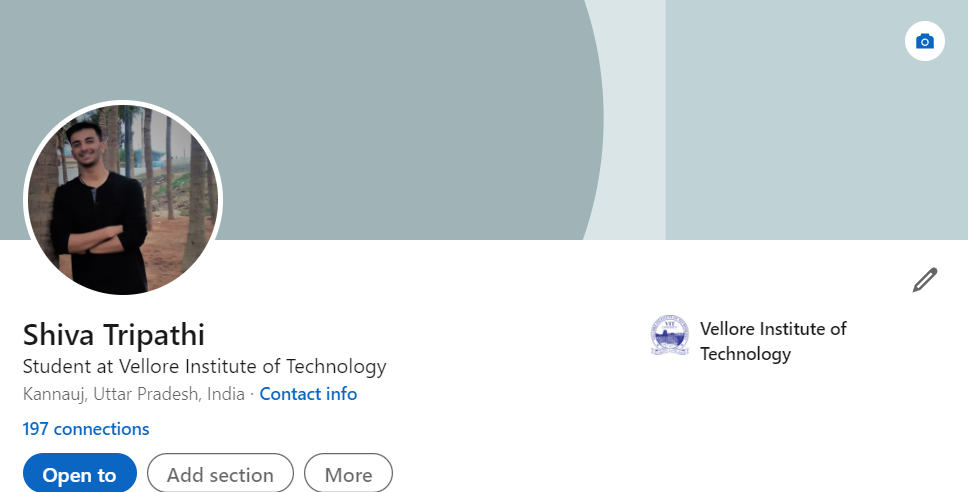 Shiva Tripathi
Student at Vellore Institute of Technology
Kannauj, Uttar Pradesh, India · Contact info
197 connections
Open to
Add section
More
Vellore Institute of
Technology